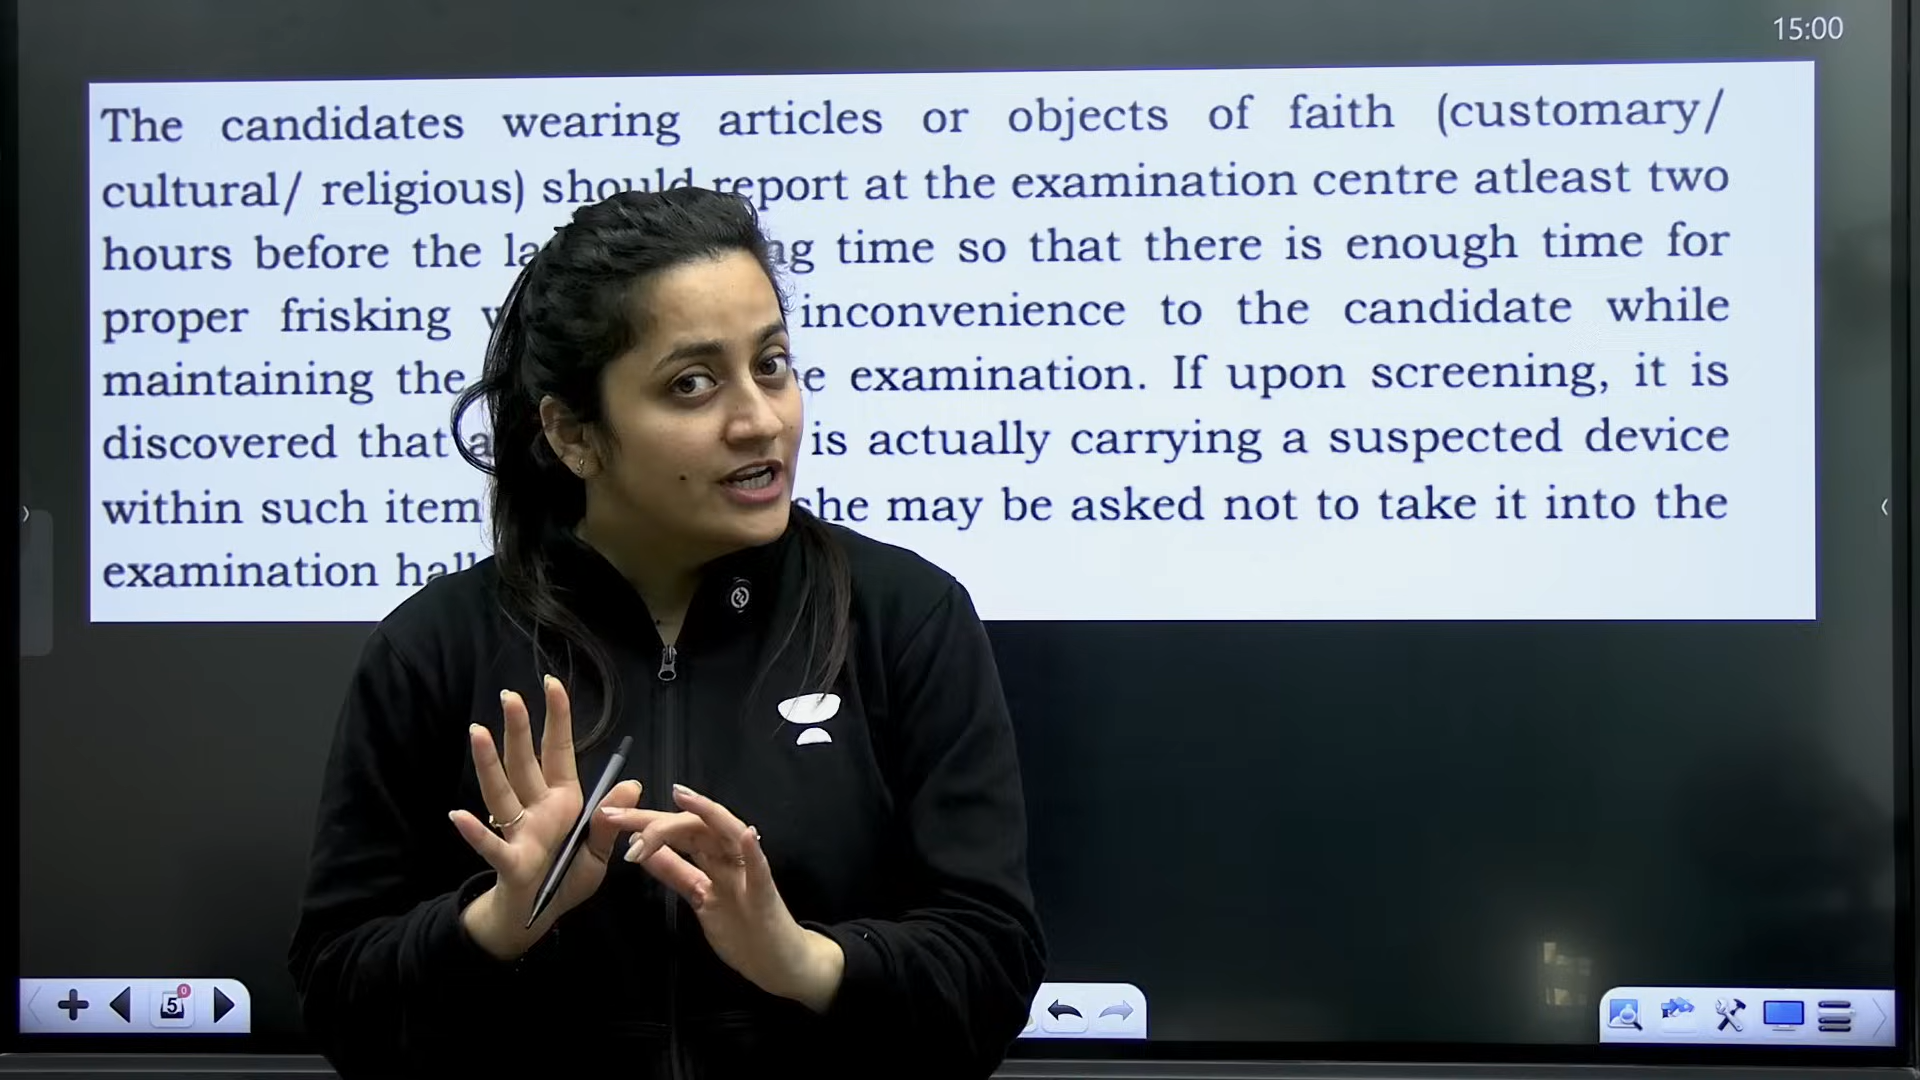 15:00
The candidates wearing articles or objects of faith (customary/
cultural/ religious) should report at the examination centre atleast two
hours before the time so that there is enough time for
proper frisking inconvenience to the candidate while
maintaining the examination. If upon screening, it is
discovered that is actually carrying a suspected device
within such item she may be asked not to take it into the
examination hall
5
0